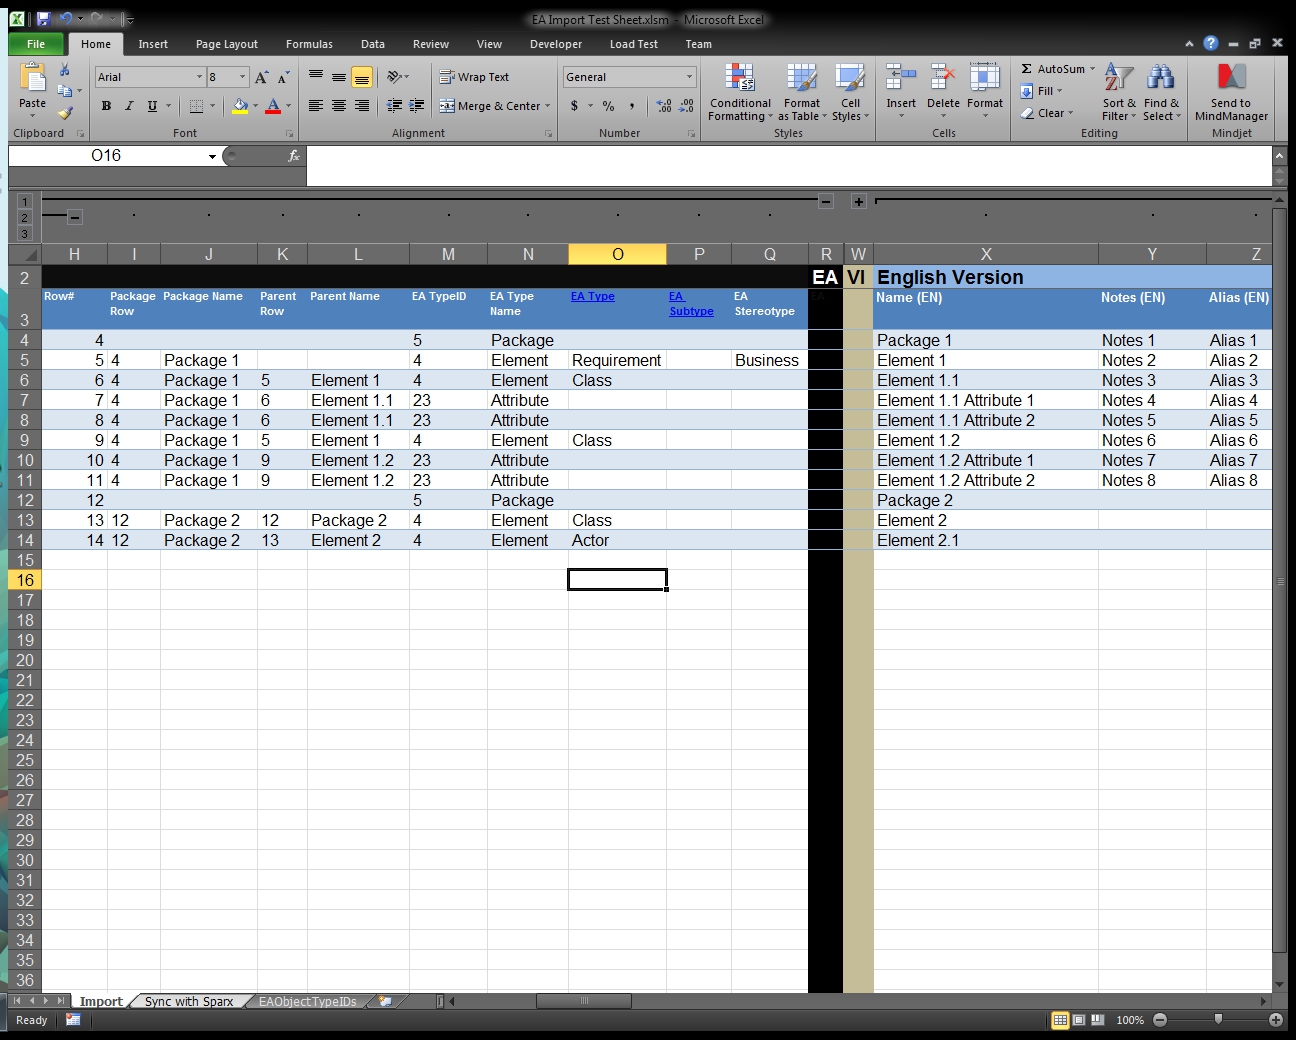 EA Import Test Sheet.xlsm - Microsoft Excel
File Home Insert Page Layout Formulas Data Review View Developer Load Test Team
Paste Arial 8 Wrap Text General Conditional Formatting Format as Table Cell Styles Insert Delete Format AutoSum Fill Clear Sort & Filter Find & Select Send to MindManager
B I U Merge & Center $ % ,
Clipboard Font Alignment Number Styles Cells Editing Mindjet
O16 fx
1
2
3
H I J K L M N O P Q R W X Y Z
2 EA VI English Version
3 Row# Package Row Package Name Parent Row Parent Name EA TypeID EA Type Name EA Type EA Subtype EA Stereotype EA Name (EN) Notes (EN) Alias (EN)
4 4 5 Package Package 1 Notes 1 Alias 1
5 5 4 Package 1 4 Element Requirement Business Element 1 Notes 2 Alias 2
6 6 4 Package 1 5 Element 1 4 Element Class Element 1.1 Notes 3 Alias 3
7 7 4 Package 1 6 Element 1.1 23 Attribute Element 1.1 Attribute 1 Notes 4 Alias 4
8 8 4 Package 1 6 Element 1.1 23 Attribute Element 1.1 Attribute 2 Notes 5 Alias 5
9 9 4 Package 1 5 Element 1 4 Element Class Element 1.2 Notes 6 Alias 6
10 10 4 Package 1 9 Element 1.2 23 Attribute Element 1.2 Attribute 1 Notes 7 Alias 7
11 11 4 Package 1 9 Element 1.2 23 Attribute Element 1.2 Attribute 2 Notes 8 Alias 8
12 12 5 Package Package 2
13 13 12 Package 2 12 Package 2 4 Element Class Element 2
14 14 12 Package 2 13 Element 2 4 Element Actor Element 2.1
15
16
17
18
19
20
21
22
23
24
25
26
27
28
29
30
31
32
33
34
35
36
Import Sync with Sparx EAObjectTypeIDs
Ready 100%